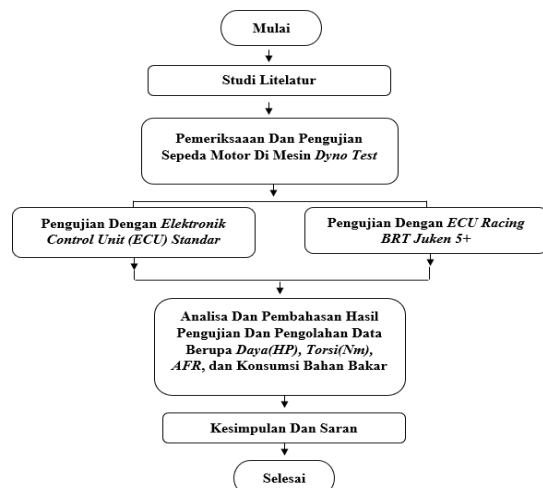 Mulai
Studi Litelatur
Pemeriksaaan Dan Pengujian
Sepeda Motor Di Mesin Dyno Test
Pengujian Dengan Elektronik
Control Unit (ECU) Standar
Pengujian Dengan ECU Racing
BRT Juken 5+
Analisa Dan Pembahasan Hasil
Pengujian Dan Pengolahan Data
Berupa Daya(HP), Torsi(Nm),
AFR, dan Konsumsi Bahan Bakar
Kesimpulan Dan Saran
Selesai